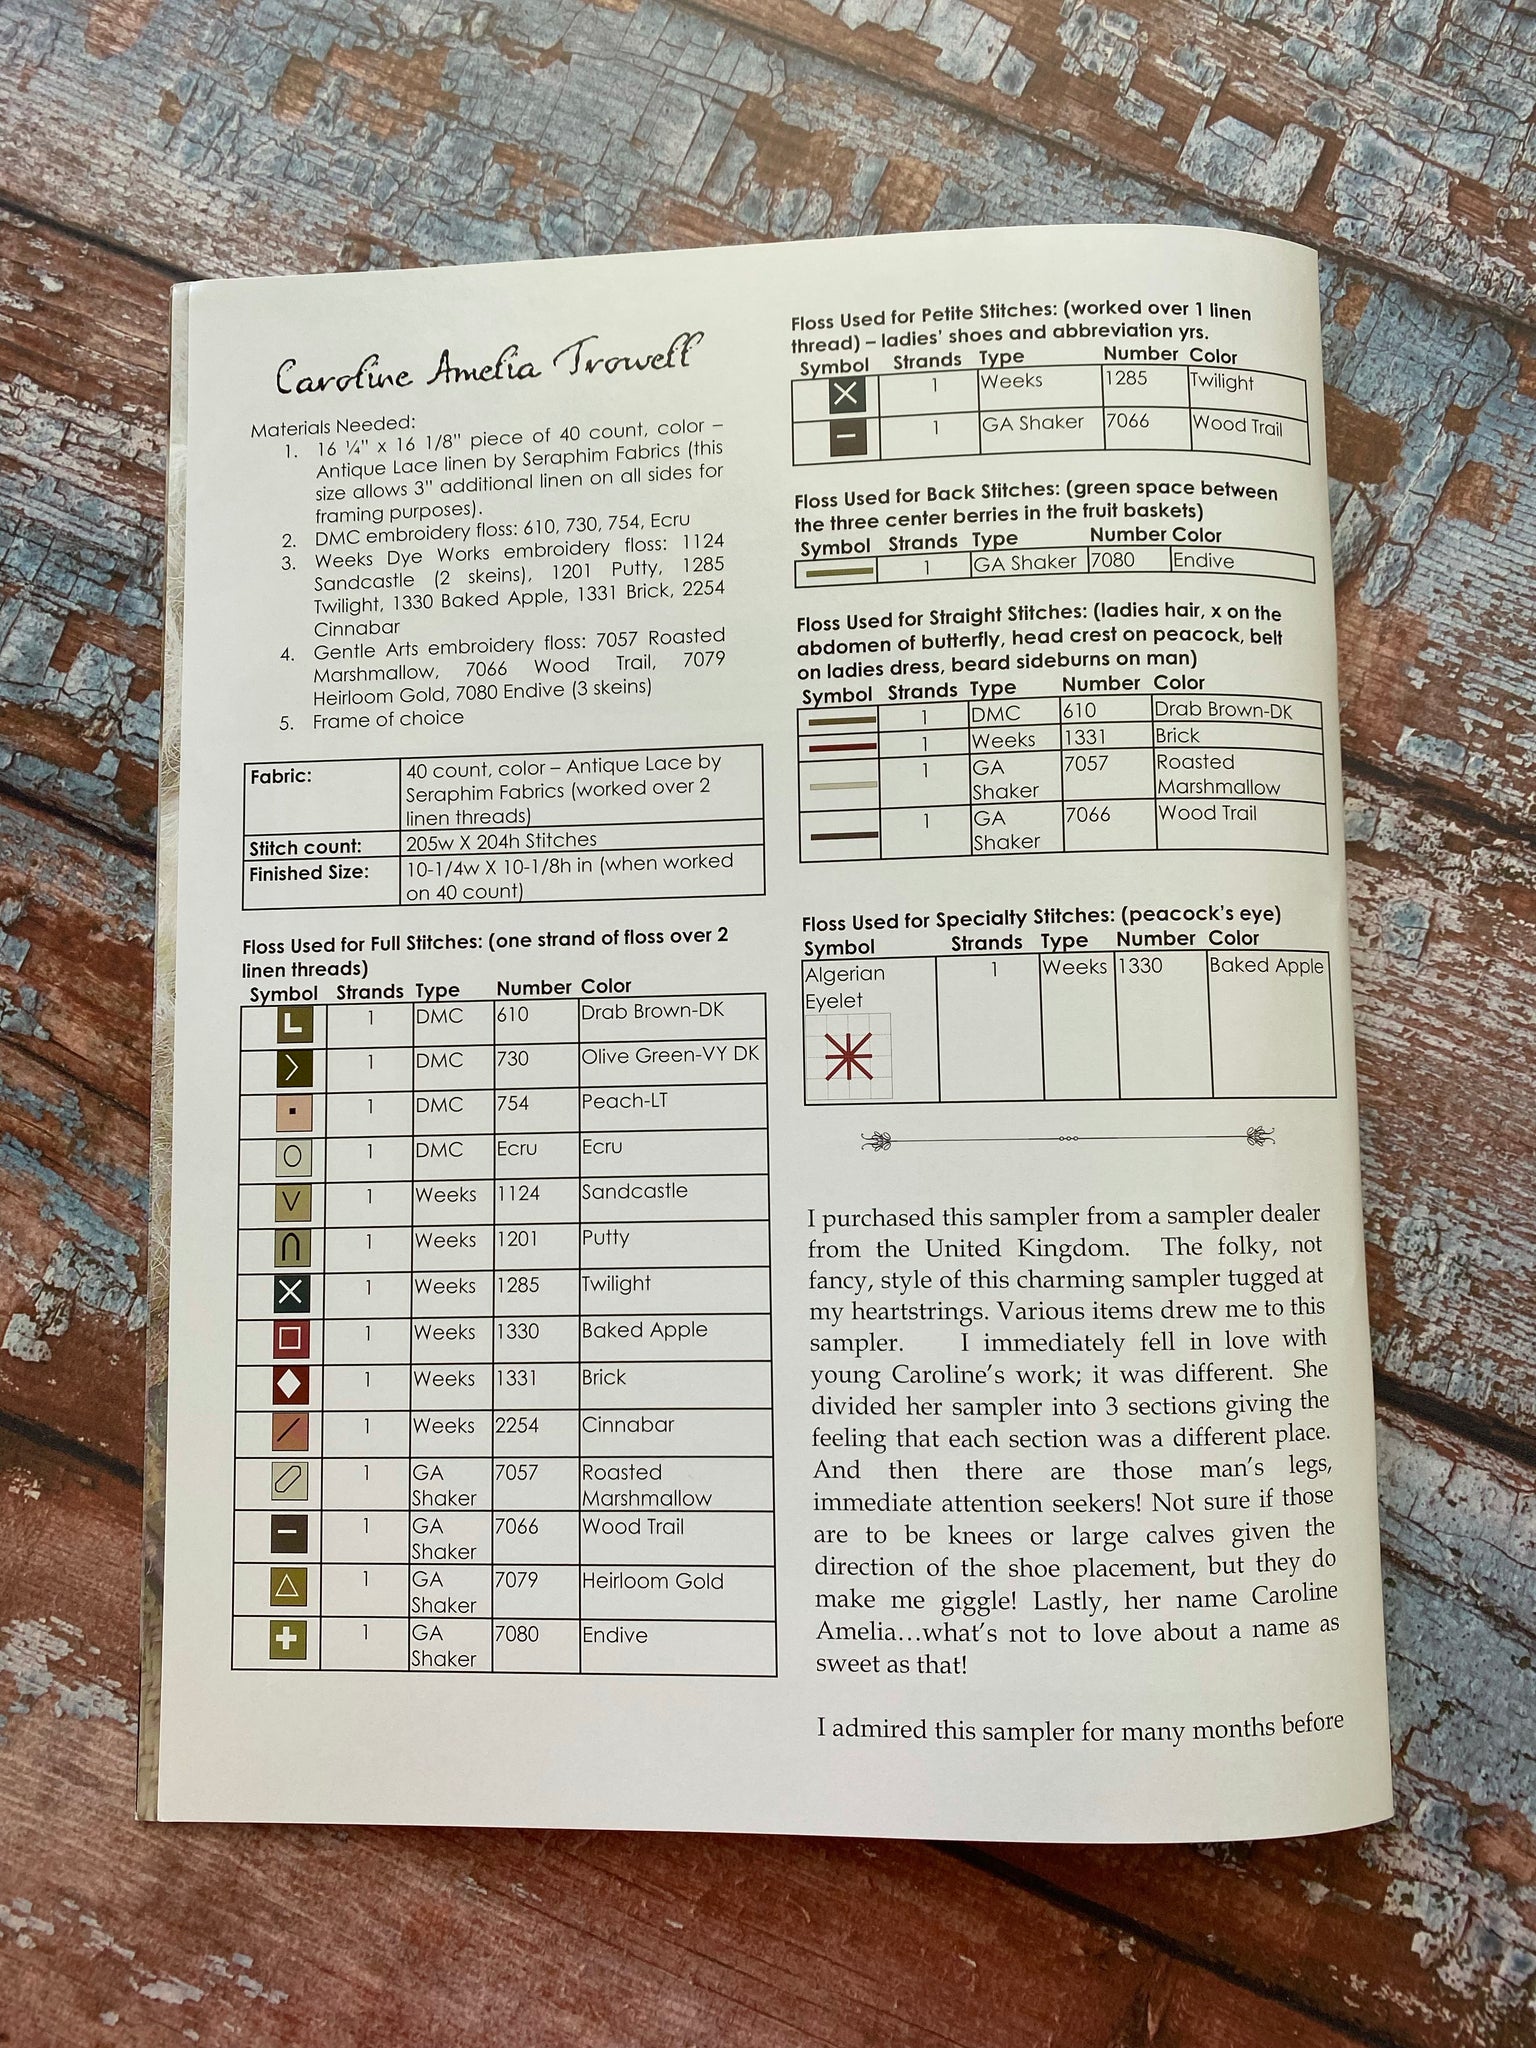 Caroline Amelia Trowell
Materials Needed:
1. 16 ¼" x 16 1/8" piece of 40 count, color –
Antique Lace linen by Seraphim Fabrics (this
size allows 3" additional linen on all sides for
framing purposes).
2. DMC embroidery floss: 610, 730, 754, Ecru
3. Weeks Dye Works embroidery floss: 1124
Sandcastle (2 skeins), 1201 Putty, 1285
Twilight, 1330 Baked Apple, 1331 Brick, 2254
Cinnabar
4. Gentle Arts embroidery floss: 7057 Roasted
Marshmallow, 7066 Wood Trail, 7079
Heirloom Gold, 7080 Endive (3 skeins)
5. Frame of choice
Fabric: 40 count, color – Antique Lace by
Seraphim Fabrics (worked over 2
linen threads)
Stitch count: 205w X 204h Stitches
Finished Size: 10-1/4w X 10-1/8h in (when worked
on 40 count)
Floss Used for Full Stitches: (one strand of floss over 2
linen threads)
Symbol Strands Type Number Color
1 DMC 610 Drab Brown-DK
1 DMC 730 Olive Green-VY DK
1 DMC 754 Peach-LT
1 DMC Ecru Ecru
1 Weeks 1124 Sandcastle
1 Weeks 1201 Putty
1 Weeks 1285 Twilight
1 Weeks 1330 Baked Apple
1 Weeks 1331 Brick
1 Weeks 2254 Cinnabar
1 GA 7057 Roasted
Shaker Marshmallow
1 GA 7066 Wood Trail
Shaker
1 GA 7079 Heirloom Gold
Shaker
1 GA 7080 Endive
Shaker
Floss Used for Petite Stitches: (worked over 1 linen
thread) – ladies' shoes and abbreviation yrs.
Symbol Strands Type Number Color
1 Weeks 1285 Twilight
1 GA Shaker 7066 Wood Trail
Floss Used for Back Stitches: (green space between
the three center berries in the fruit baskets)
Symbol Strands Type Number Color
1 GA Shaker 7080 Endive
Floss Used for Straight Stitches: (ladies hair, x on the
abdomen of butterfly, head crest on peacock, belt
on ladies dress, beard sideburns on man)
Symbol Strands Type Number Color
1 DMC 610 Drab Brown-DK
1 Weeks 1331 Brick
1 GA 7057 Roasted
Shaker Marshmallow
1 GA 7066 Wood Trail
Shaker
Floss Used for Specialty Stitches: (peacock's eye)
Symbol Strands Type Number Color
Algerian 1 Weeks 1330 Baked Apple
Eyelet
I purchased this sampler from a sampler dealer
from the United Kingdom. The folky, not
fancy, style of this charming sampler tugged at
my heartstrings. Various items drew me to this
sampler. I immediately fell in love with
young Caroline's work; it was different. She
divided her sampler into 3 sections giving the
feeling that each section was a different place.
And then there are those man's legs,
immediate attention seekers! Not sure if those
are to be knees or large calves given the
direction of the shoe placement, but they do
make me giggle! Lastly, her name Caroline
Amelia…what's not to love about a name as
sweet as that!
I admired this sampler for many months before